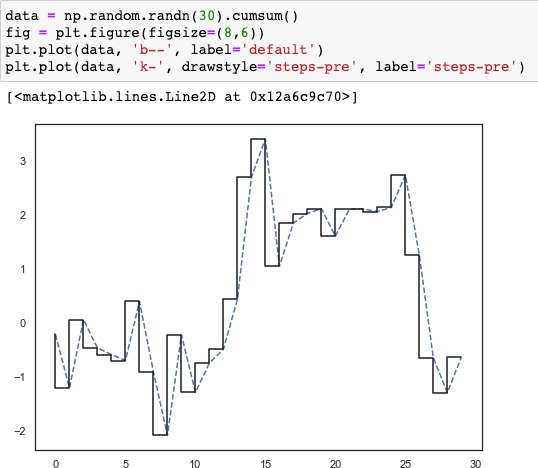 data = np.random.randn(30).cumsum()
fig = plt.figure(figsize=(8,6))
plt.plot(data, 'b--', label='default')
plt.plot(data, 'k-', drawstyle='steps-pre', label='steps-pre')
[<matplotlib.lines.Line2D at 0x12a6c9c70>]
3
2
1
0
−1
−2
0 5 10 15 20 25 30